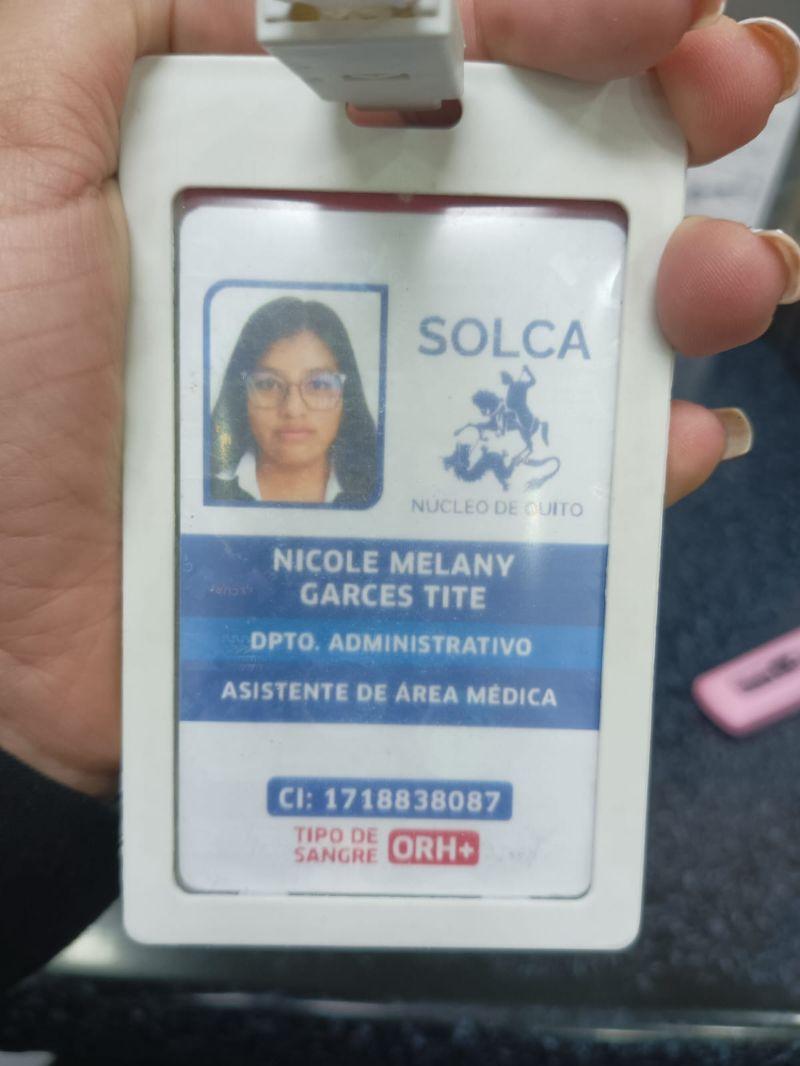 SOLCA
NÚCLEO DE QUITO
NICOLE MELANY
GARCES TITE
DPTO. ADMINISTRATIVO
ASISTENTE DE ÁREA MÉDICA
CI: 1718838087
TIPO DE
SANGRE ORH+